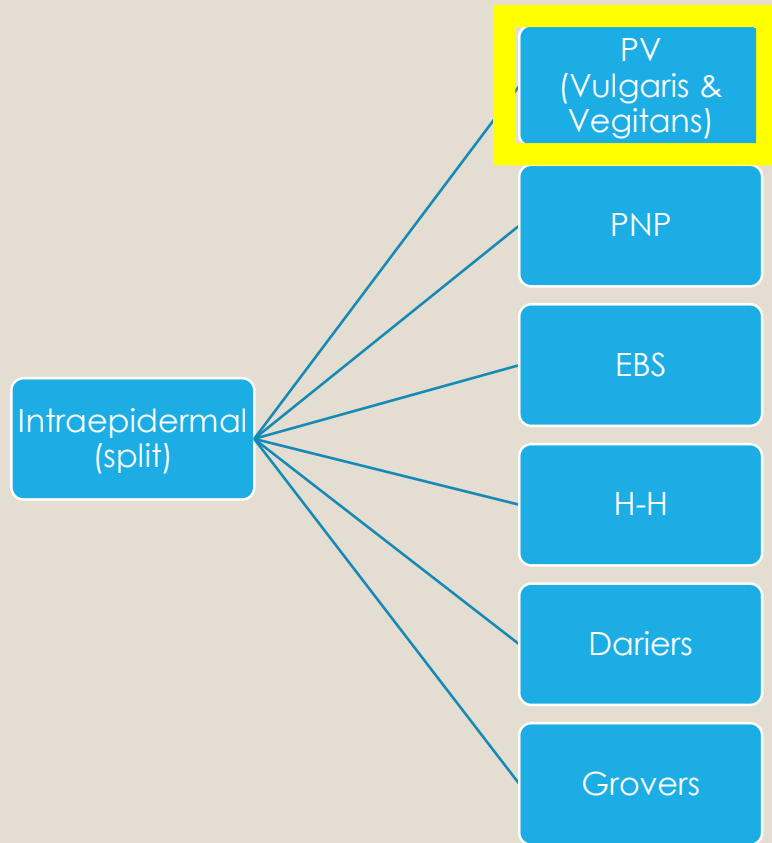 PV
(Vulgaris &
Vegitans)
PNP
EBS
Intraepidermal
(split)
H-H
Dariers
Grovers